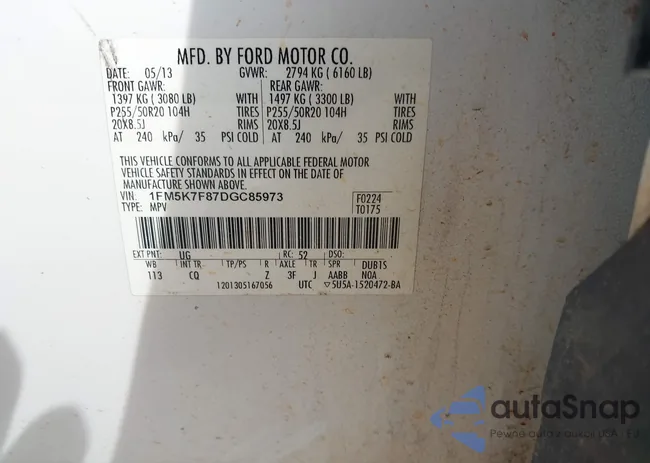 MFD. BY FORD MOTOR CO.
DATE: 05/13 GVWR: 2794 KG ( 6160 LB)
FRONT GAWR: REAR GAWR:
1397 KG ( 3080 LB) WITH 1497 KG ( 3300 LB) WITH
P255/50R20 104H TIRES P255/50R20 104H TIRES
20X8.5J RIMS 20X8.5J RIMS
AT 240 kPa/ 35 PSI COLD AT 240 kPa/ 35 PSI COLD
THIS VEHICLE CONFORMS TO ALL APPLICABLE FEDERAL MOTOR
VEHICLE SAFETY STANDARDS IN EFFECT ON THE DATE OF
MANUFACTURE SHOWN ABOVE.
VIN: 1FM5K7F87DGC85973 F0224
TYPE: MPV T0175
EXT PNT: UG RC: 52 DSO:
WB INT TR TP/PS R AXLE TR SPR DUB1S
113 CQ Z 3F J AABB N0A
1201305167056 UTC ▽5U5A-1520472-BA
autaSnap